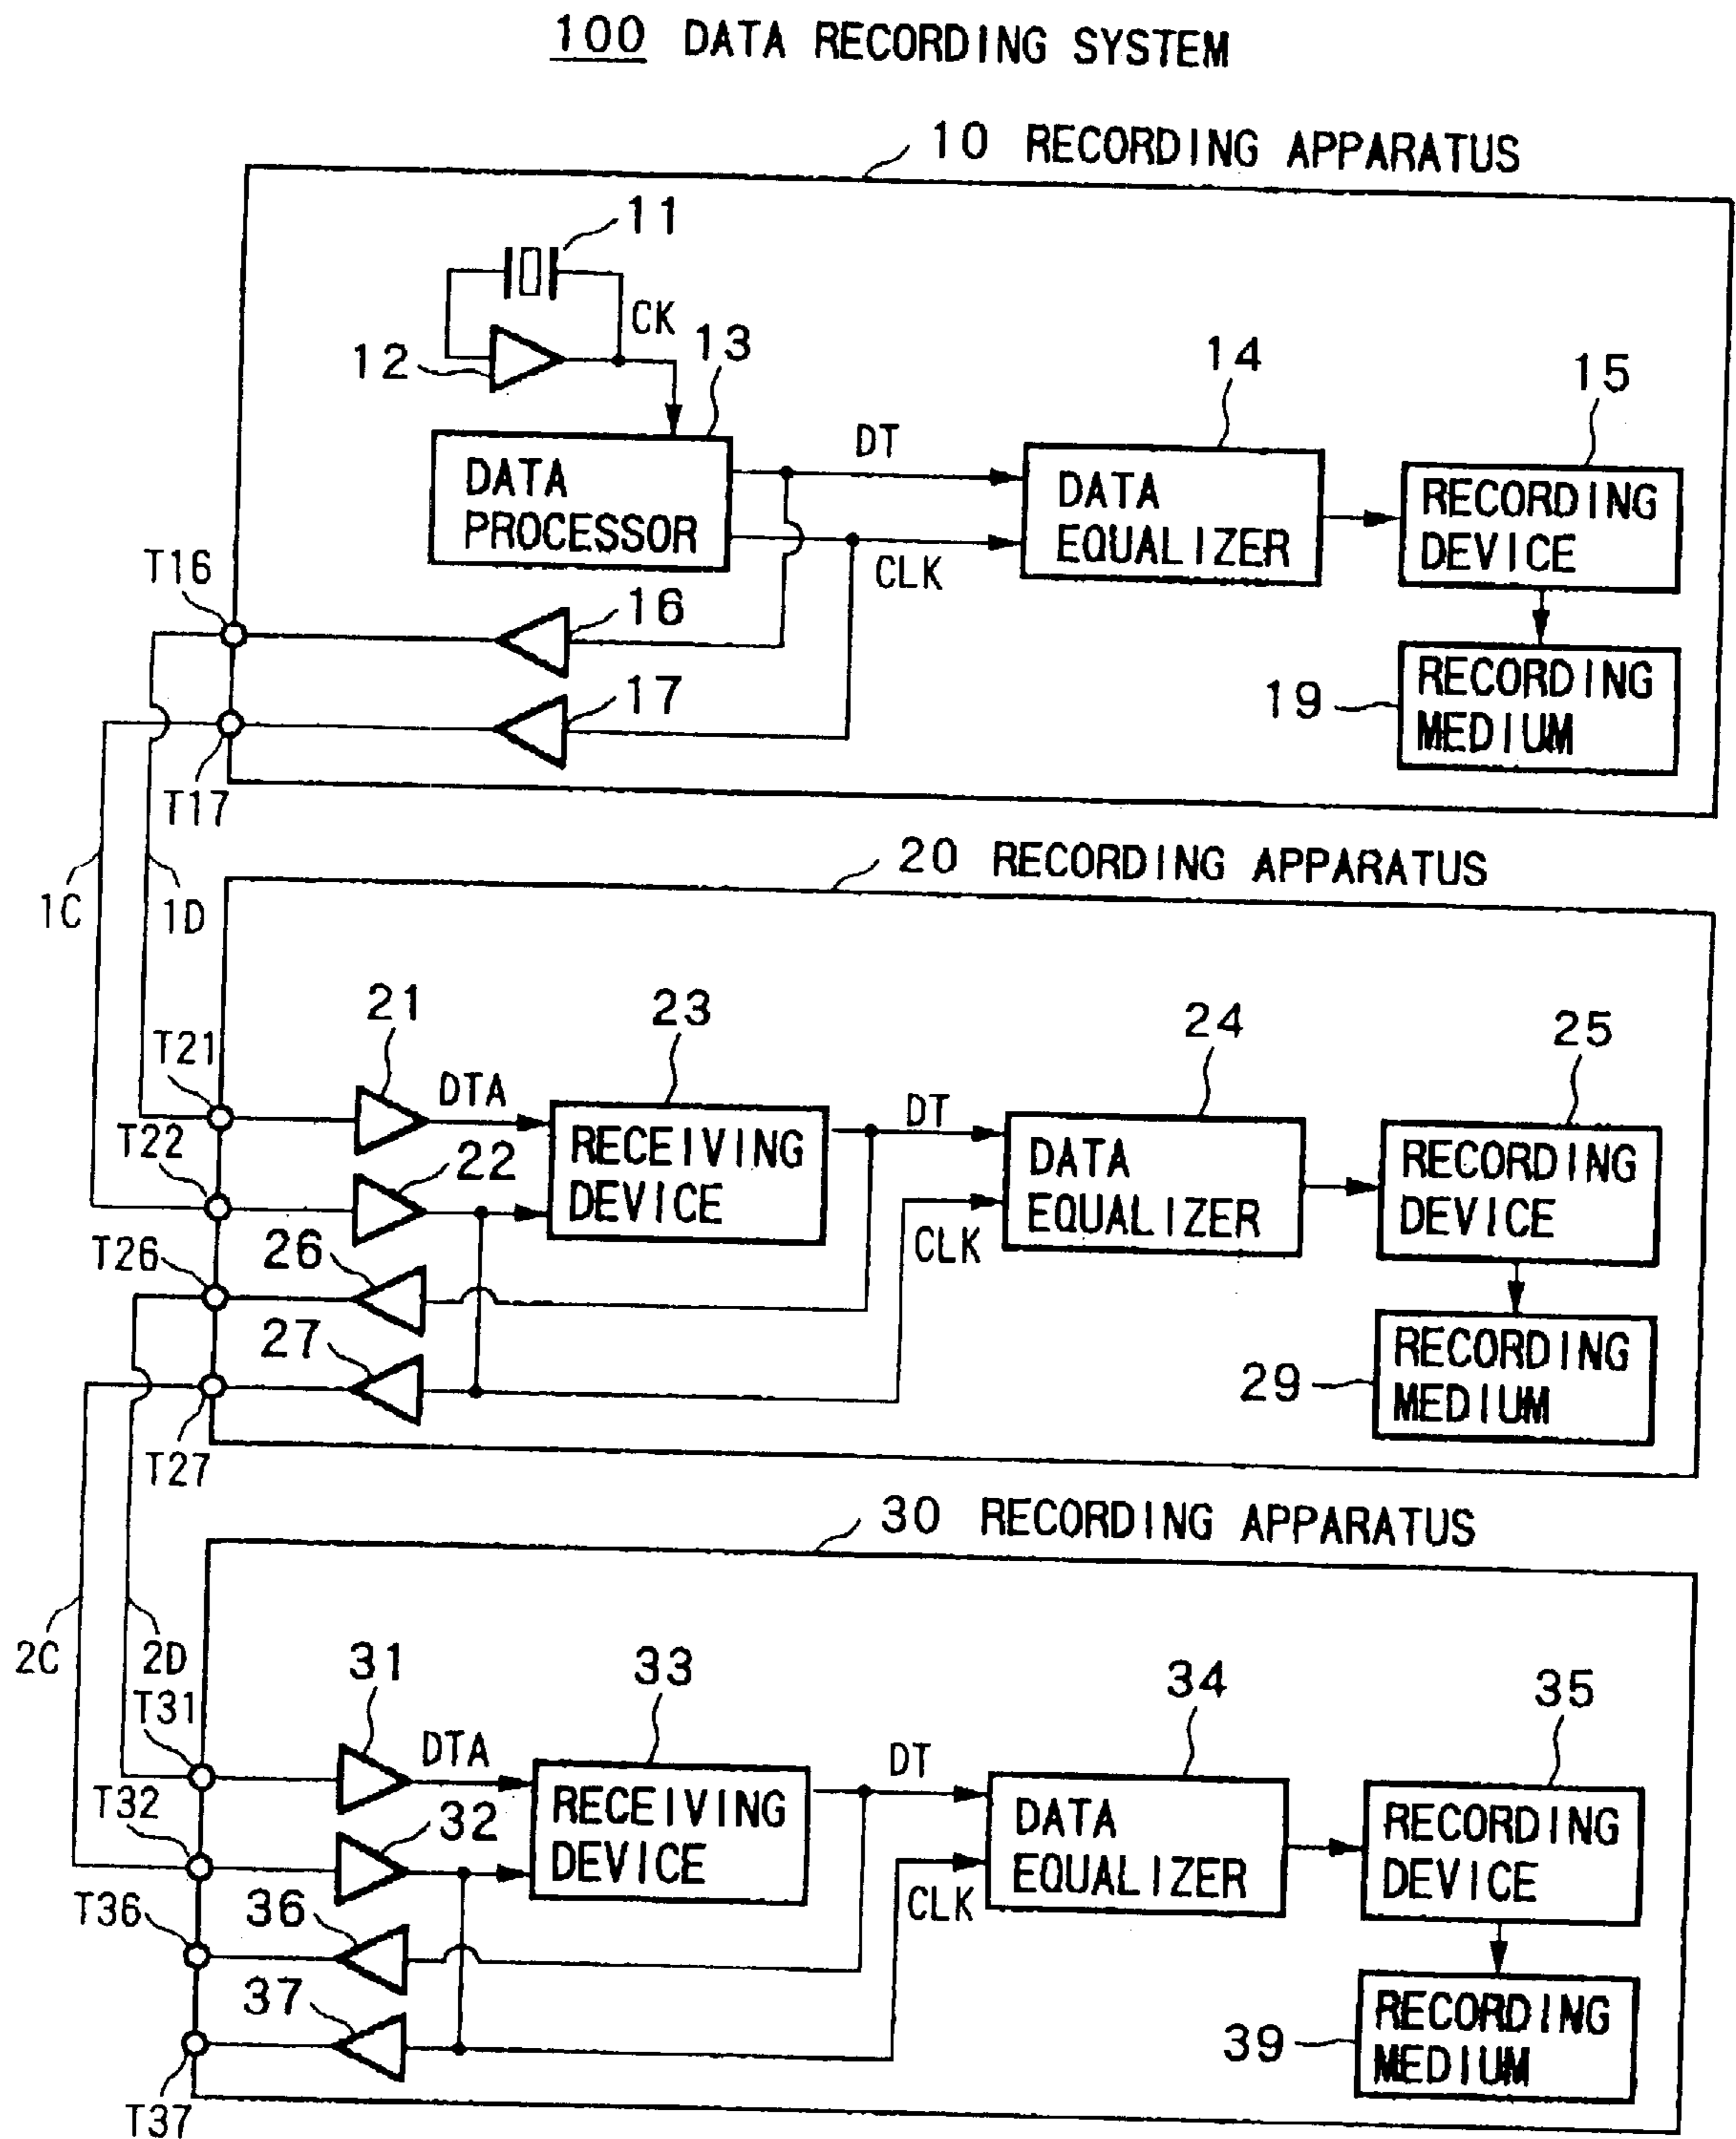 100 DATA RECORDING SYSTEM
10 RECORDING APPARATUS
11
CK
12
13
14
15
DATA
PROCESSOR
DT
CLK
DATA
EQUALIZER
RECORDING
DEVICE
T16
16
17
T17
19
RECORDING
MEDIUM
1C
1D
20 RECORDING APPARATUS
21
23
24
25
T21
DTA
T22
22
RECEIVING
DEVICE
DT
CLK
DATA
EQUALIZER
RECORDING
DEVICE
T26
26
27
T27
29
RECORDING
MEDIUM
2C
2D
30 RECORDING APPARATUS
31
33
34
35
T31
DTA
T32
32
RECEIVING
DEVICE
DT
CLK
DATA
EQUALIZER
RECORDING
DEVICE
T36
36
37
T37
39
RECORDING
MEDIUM